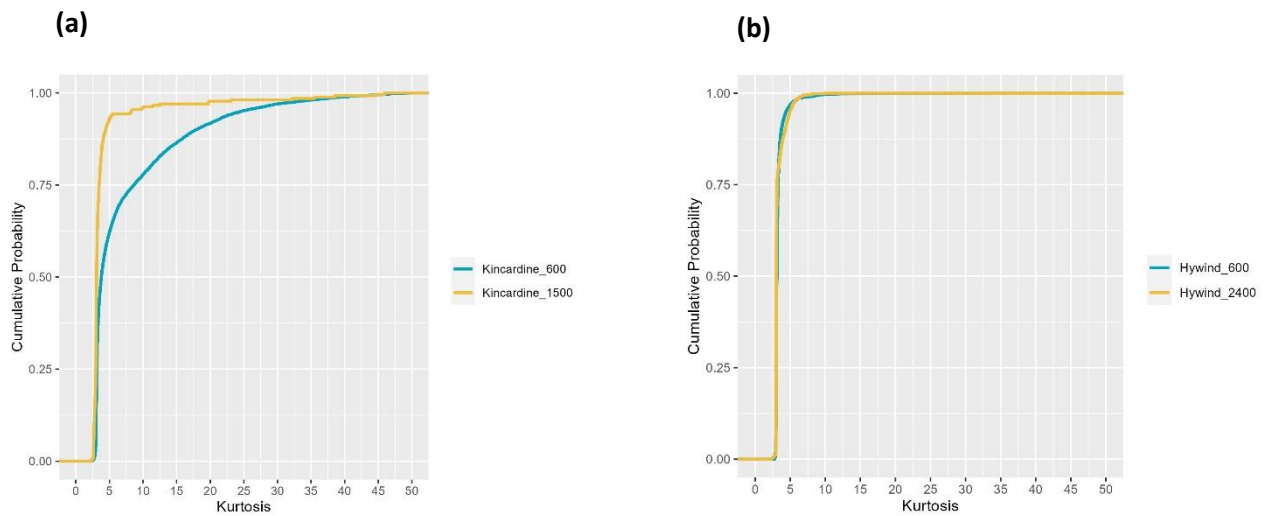 (a)
1.00
0.75
0.50
0.25
0.00
Cumulative Probability
0 5 10 15 20 25 30 35 40 45 50
Kurtosis
Kincardine_600
Kincardine_1500
(b)
1.00
0.75
0.50
0.25
0.00
Cumulative Probability
0 5 10 15 20 25 30 35 40 45 50
Kurtosis
Hywind_600
Hywind_2400